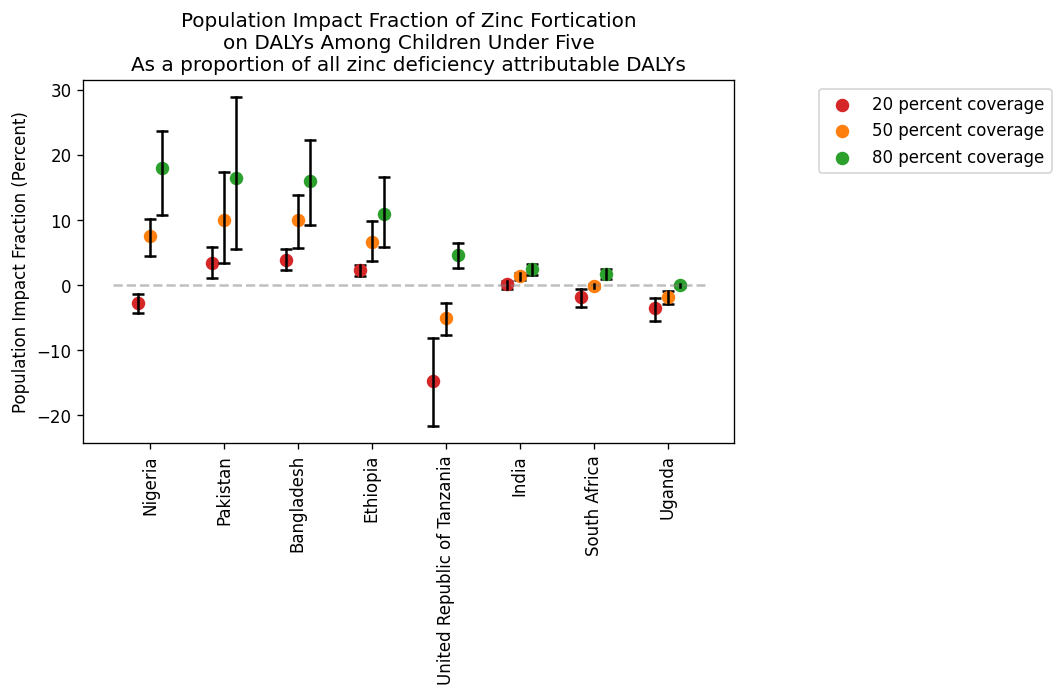 Population Impact Fraction of Zinc Fortication
on DALYs Among Children Under Five
As a proportion of all zinc deficiency attributable DALYs
Population Impact Fraction (Percent)
30
20
10
0
−10
−20
Nigeria
Pakistan
Bangladesh
Ethiopia
United Republic of Tanzania
India
South Africa
Uganda
20 percent coverage
50 percent coverage
80 percent coverage